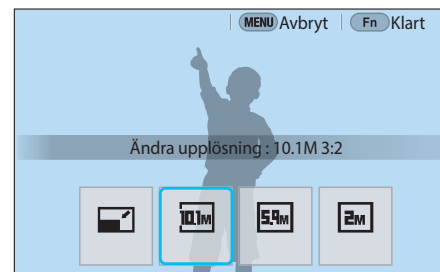 MENU Avbryt Fn Klart
Ändra upplösning : 10.1M 3:2
10.1M 5.9M 2M